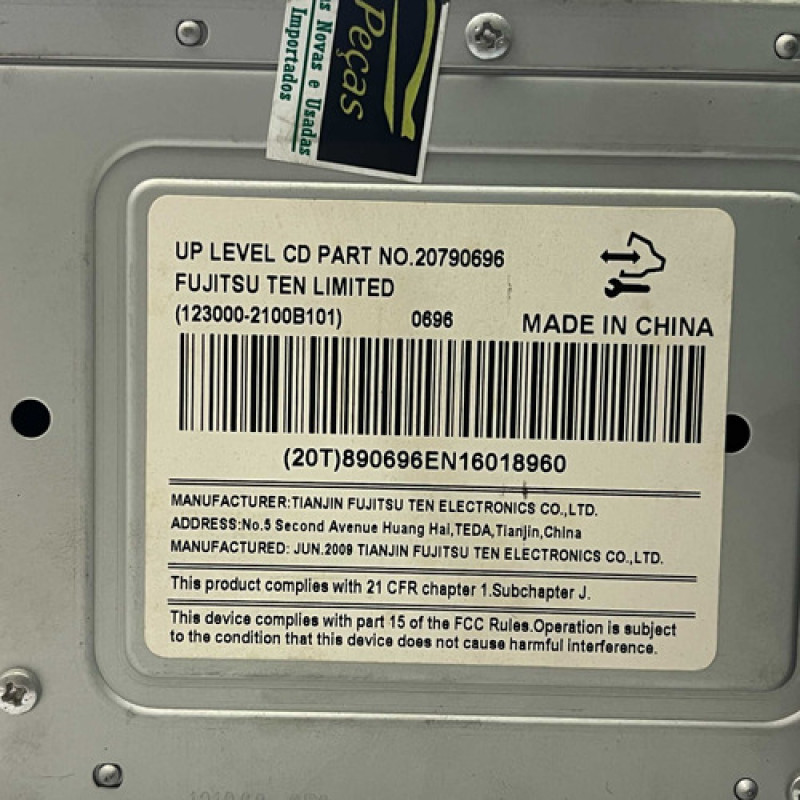 Peças
s Novas e Usadas
Importados
UP LEVEL CD PART NO.20790696
FUJITSU TEN LIMITED
(123000-2100B101) 0696 MADE IN CHINA
(20T)890696EN16018960
MANUFACTURER:TIANJIN FUJITSU TEN ELECTRONICS CO.,LTD.
ADDRESS:No.5 Second Avenue Huang Hai,TEDA,Tianjin,China
MANUFACTURED: JUN.2009 TIANJIN FUJITSU TEN ELECTRONICS CO.,LTD.
This product complies with 21 CFR chapter 1.Subchapter J.
This device complies with part 15 of the FCC Rules.Operation is subject
to the condition that this device does not cause harmful interference.